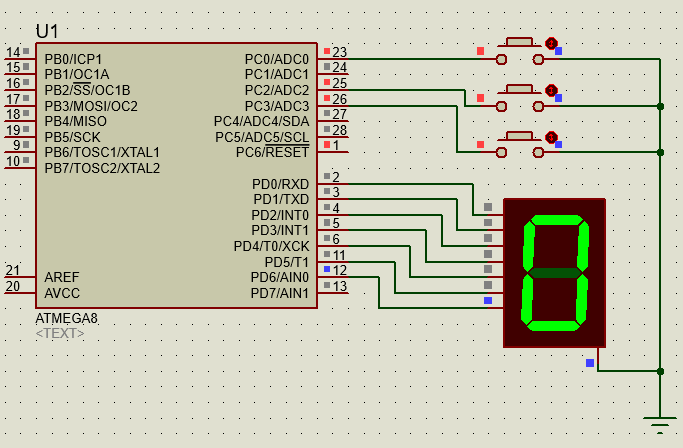 U1
14 PB0/ICP1 PC0/ADC0 23
15 PB1/OC1A PC1/ADC1 24
16 PB2/SS/OC1B PC2/ADC2 25
17 PB3/MOSI/OC2 PC3/ADC3 26
18 PB4/MISO PC4/ADC4/SDA 27
19 PB5/SCK PC5/ADC5/SCL 28
9 PB6/TOSC1/XTAL1 PC6/RESET 1
10 PB7/TOSC2/XTAL2
PD0/RXD 2
PD1/TXD 3
PD2/INT0 4
PD3/INT1 5
PD4/T0/XCK 6
PD5/T1 11
21 AREF PD6/AIN0 12
20 AVCC PD7/AIN1 13
0
ATMEGA8
<TEXT>